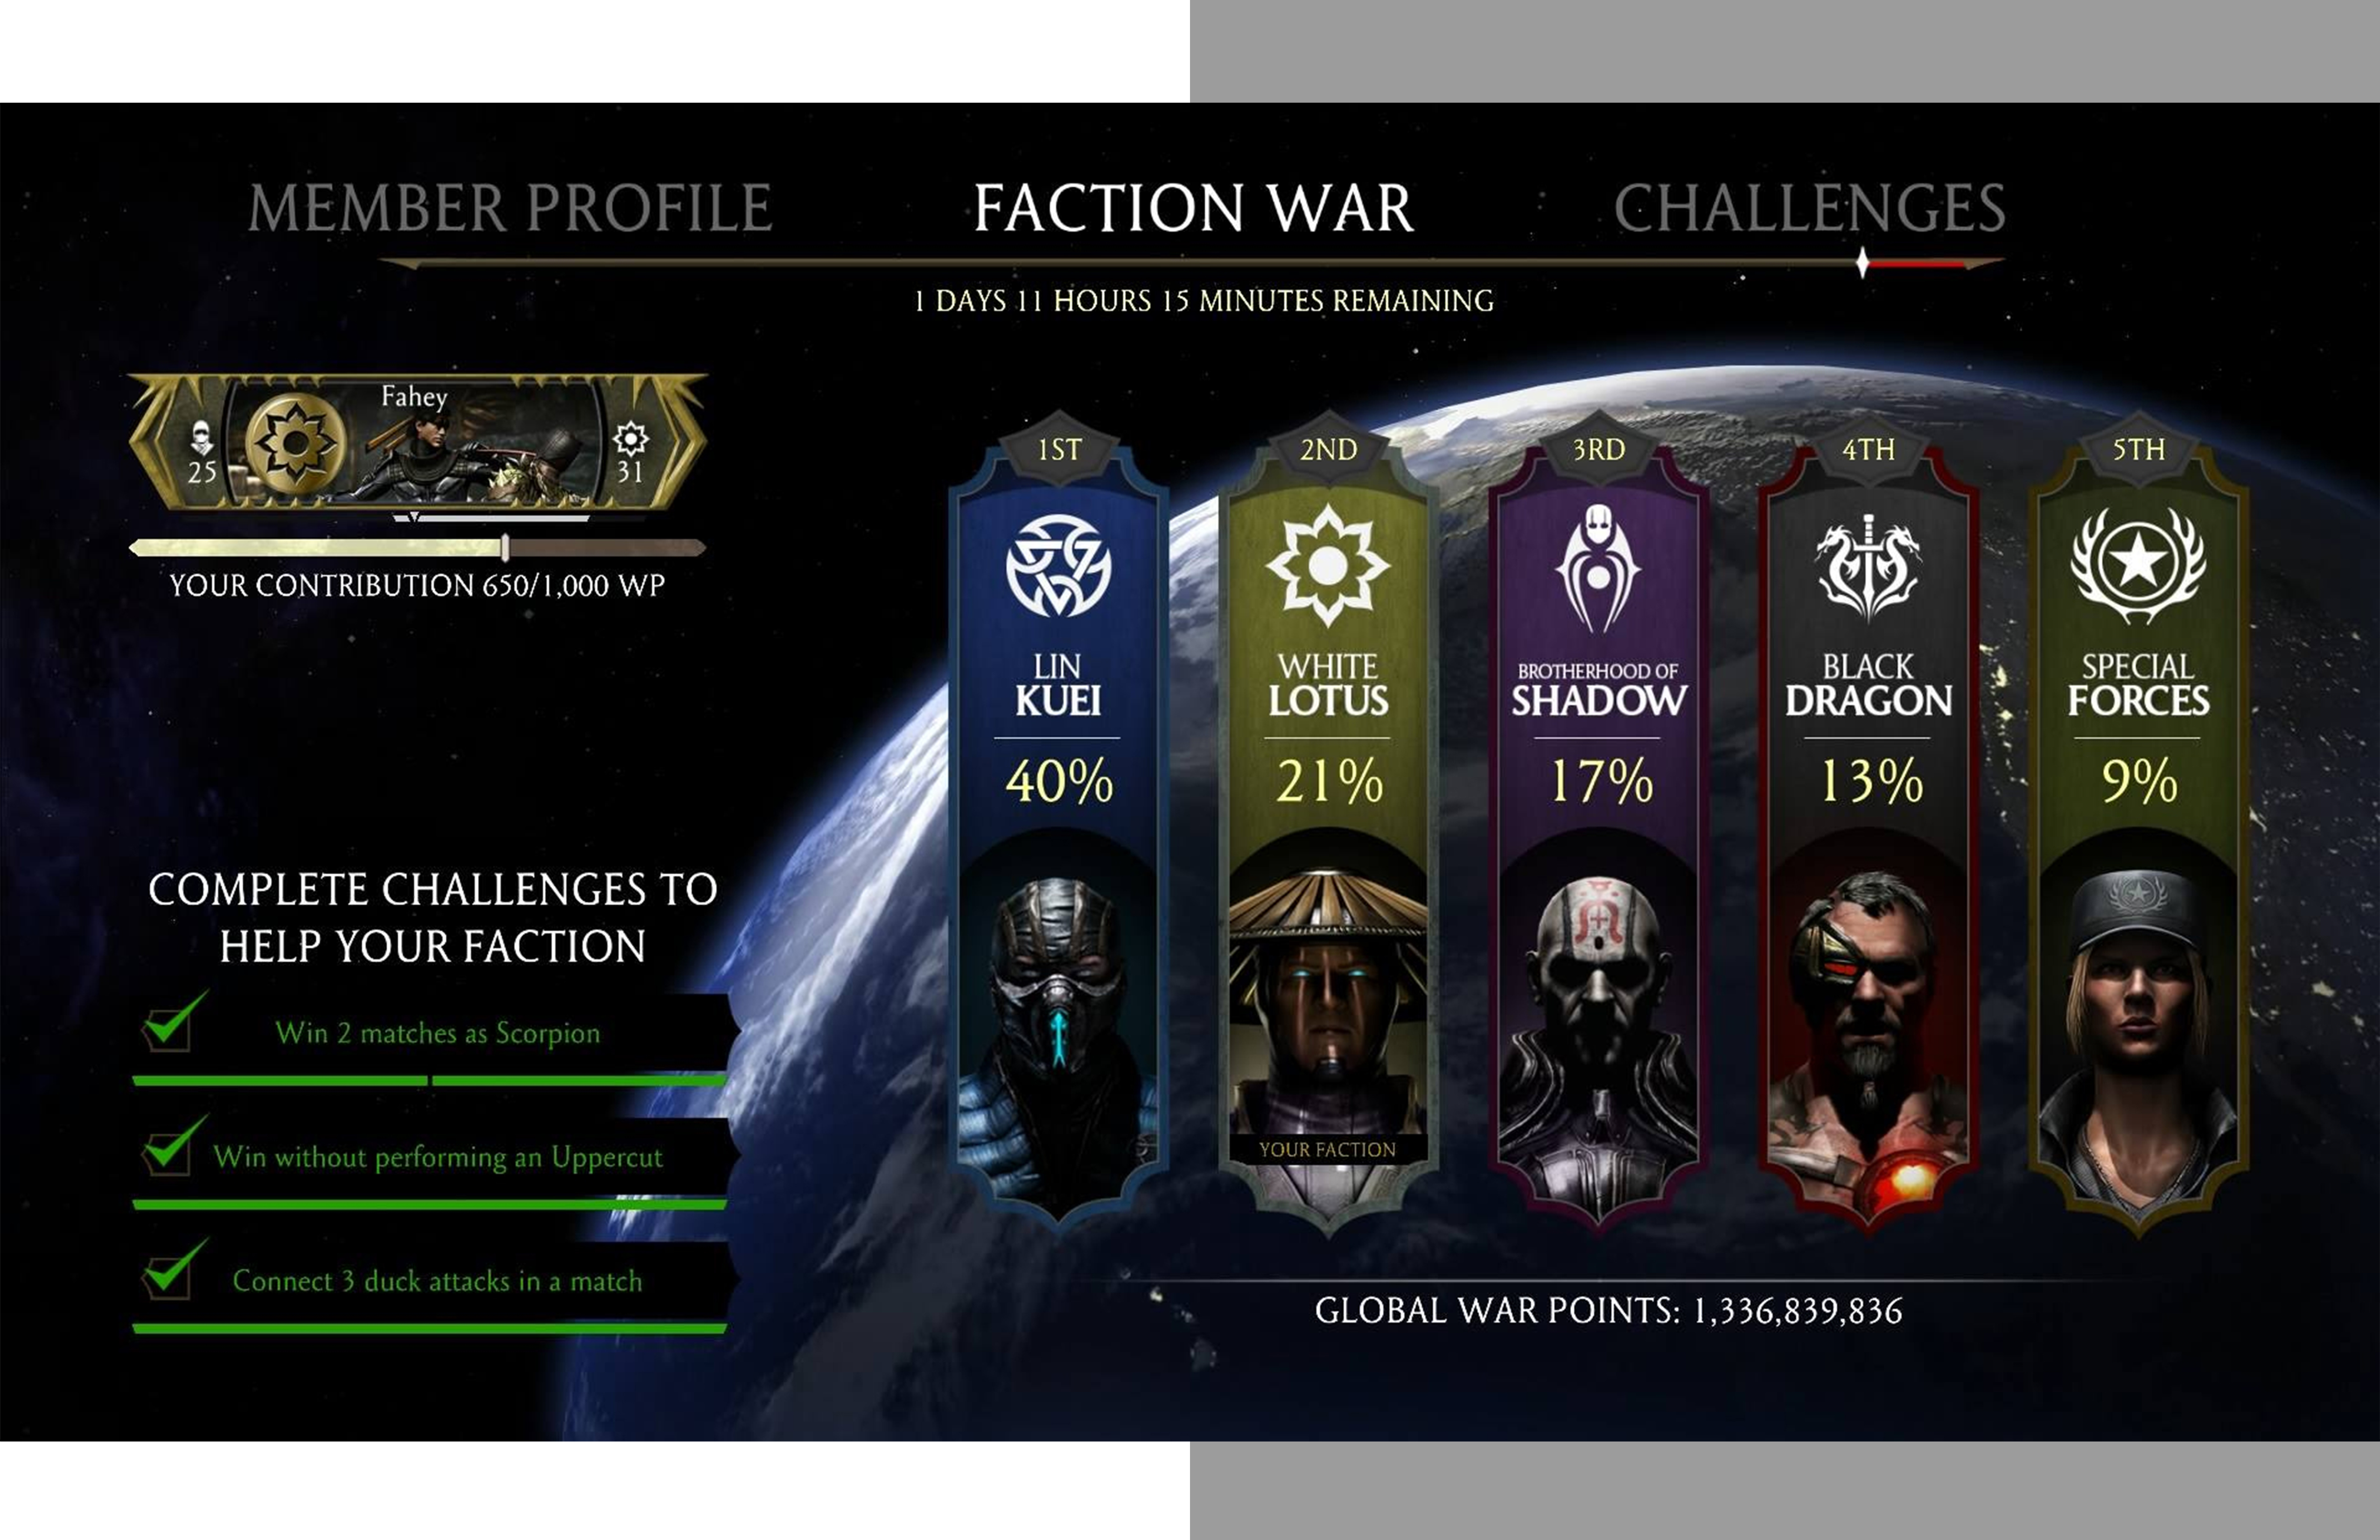 MEMBER PROFILE
FACTION WAR
CHALLENGES
1 DAYS 11 HOURS 15 MINUTES REMAINING
Fahey
25
31
YOUR CONTRIBUTION 650/1,000 WP
COMPLETE CHALLENGES TO
HELP YOUR FACTION
Win 2 matches as Scorpion
Win without performing an Uppercut
Connect 3 duck attacks in a match
1ST
LIN
KUEI
40%
2ND
WHITE
LOTUS
21%
YOUR FACTION
3RD
BROTHERHOOD OF
SHADOW
17%
4TH
BLACK
DRAGON
13%
5TH
SPECIAL
FORCES
9%
GLOBAL WAR POINTS: 1,336,839,836